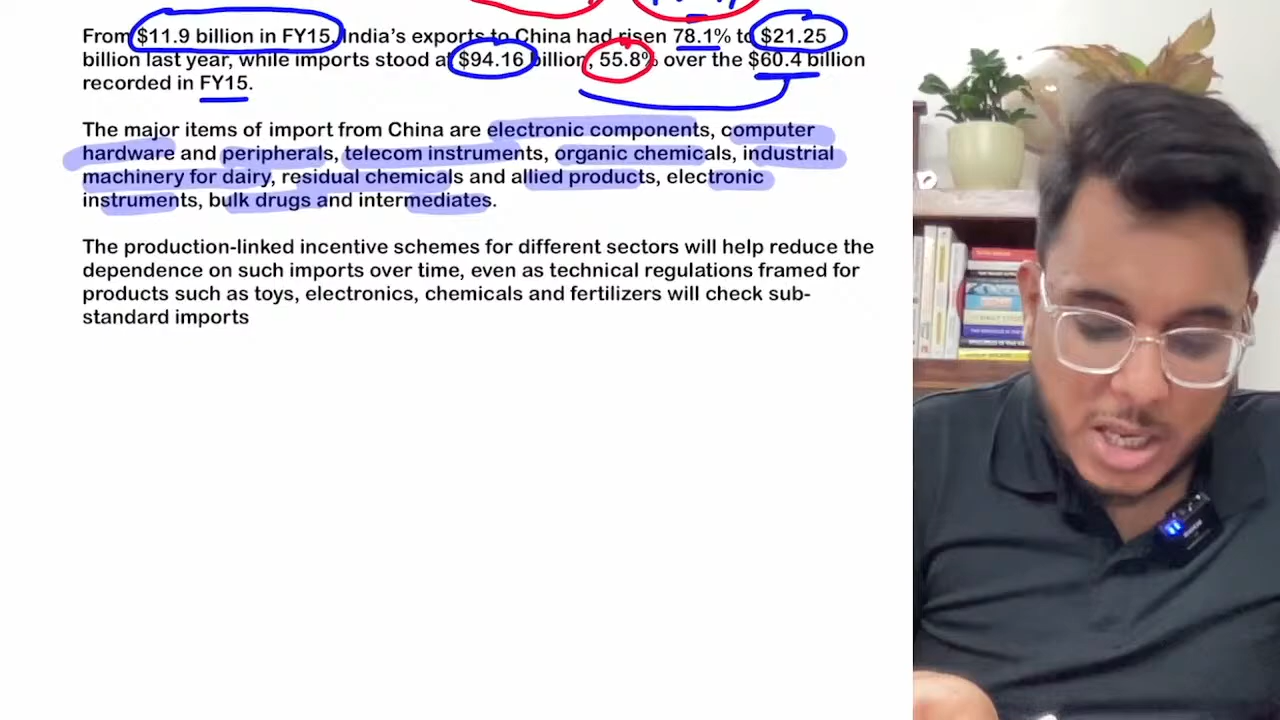 From $11.9 billion in FY15, India's exports to China had risen 78.1% to $21.25
billion last year, while imports stood at $94.16 billion, 55.8% over the $60.4 billion
recorded in FY15.
The major items of import from China are electronic components, computer
hardware and peripherals, telecom instruments, organic chemicals, industrial
machinery for dairy, residual chemicals and allied products, electronic
instruments, bulk drugs and intermediates.
The production-linked incentive schemes for different sectors will help reduce the
dependence on such imports over time, even as technical regulations framed for
products such as toys, electronics, chemicals and fertilizers will check sub-
standard imports